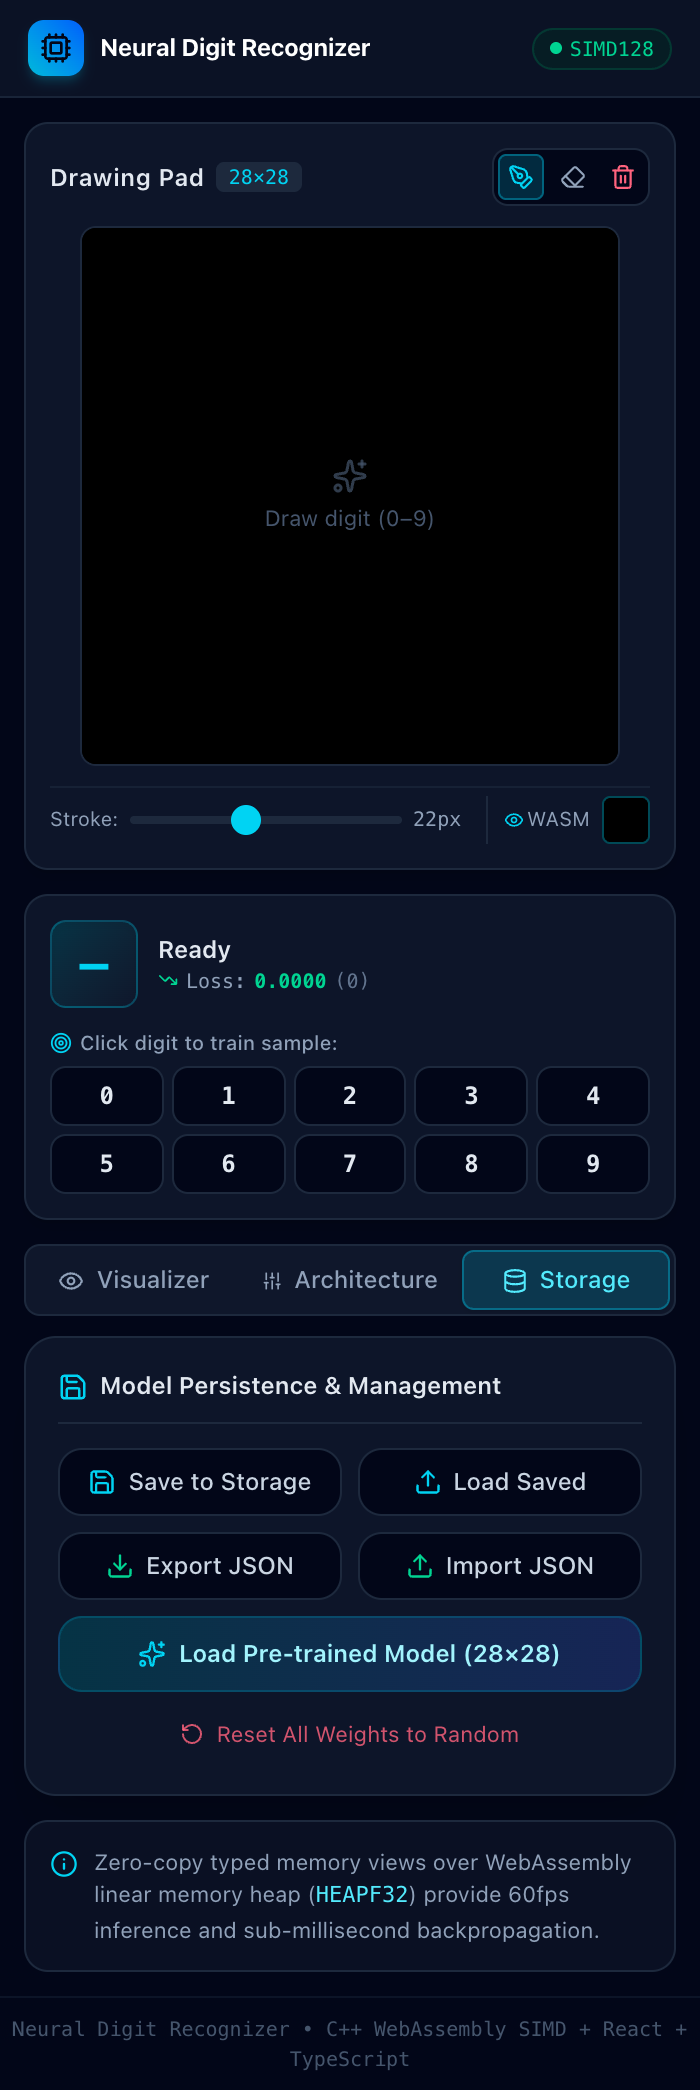 Neural Digit Recognizer
SIMD128
Drawing Pad
28×28
Draw digit (0–9)
Stroke:
22px
WASM
–
Ready
Loss: 0.0000 (0)
Click digit to train sample:
0 1 2 3 4
5 6 7 8 9
Visualizer
Architecture
Storage
Model Persistence & Management
Save to Storage
Load Saved
Export JSON
Import JSON
Load Pre-trained Model (28×28)
Reset All Weights to Random
Zero-copy typed memory views over WebAssembly
linear memory heap (HEAPF32) provide 60fps
inference and sub-millisecond backpropagation.
Neural Digit Recognizer • C++ WebAssembly SIMD + React +
TypeScript